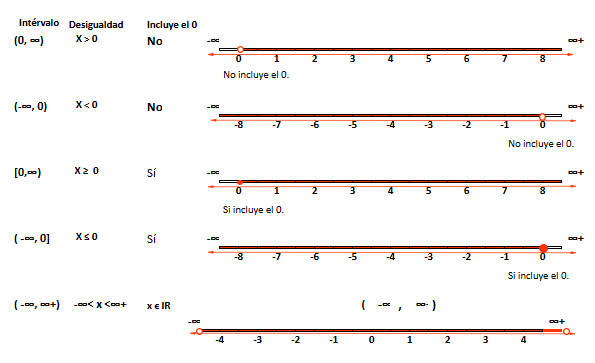 Intérvalo Desigualdad Incluye el 0
(0, ∞) X > 0 No -∞ ∞+
0 1 2 3 4 5 6 7 8
No incluye el 0.
(-∞, 0) X < 0 No -∞ ∞+
-8 -7 -6 -5 -4 -3 -2 -1 0
No incluye el 0.
[0,∞) X ≥ 0 Sí -∞ ∞+
0 1 2 3 4 5 6 7 8
Si incluye el 0.
( -∞, 0] X ≤ 0 Sí -∞ ∞+
-8 -7 -6 -5 -4 -3 -2 -1 0
Si incluye el 0.
( -∞, ∞+) -∞< X <∞+ x ϵ IR ( -∞ , ∞ )
-∞ ∞+
-4 -3 -2 -1 0 1 2 3 4